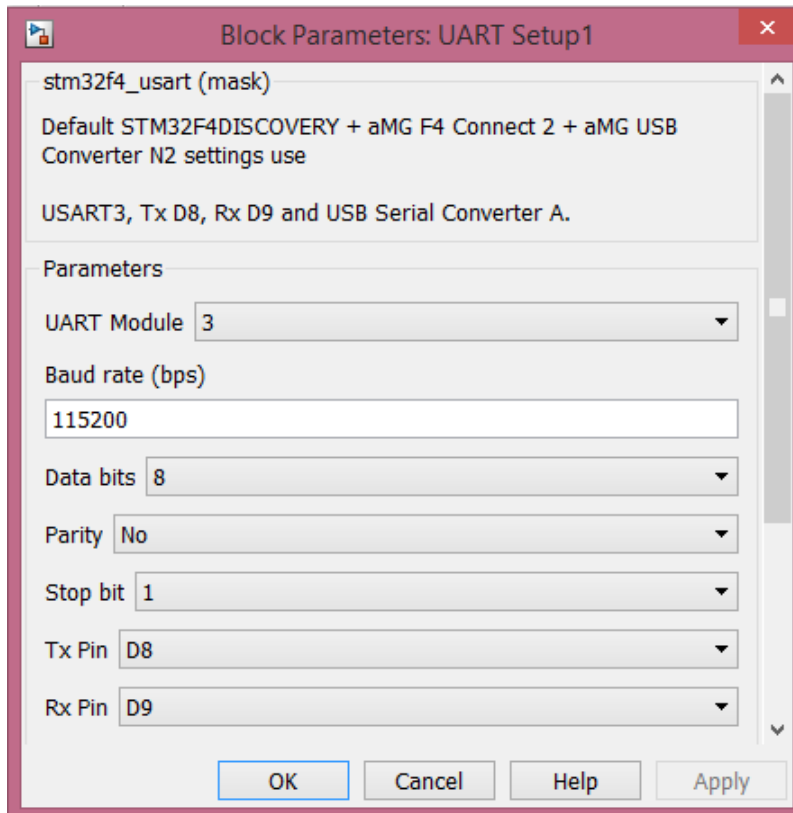 Block Parameters: UART Setup1
stm32f4_usart (mask)
Default STM32F4DISCOVERY + aMG F4 Connect 2 + aMG USB
Converter N2 settings use
USART3, Tx D8, Rx D9 and USB Serial Converter A.
Parameters
UART Module 3
Baud rate (bps)
115200
Data bits 8
Parity No
Stop bit 1
Tx Pin D8
Rx Pin D9
OK Cancel Help Apply